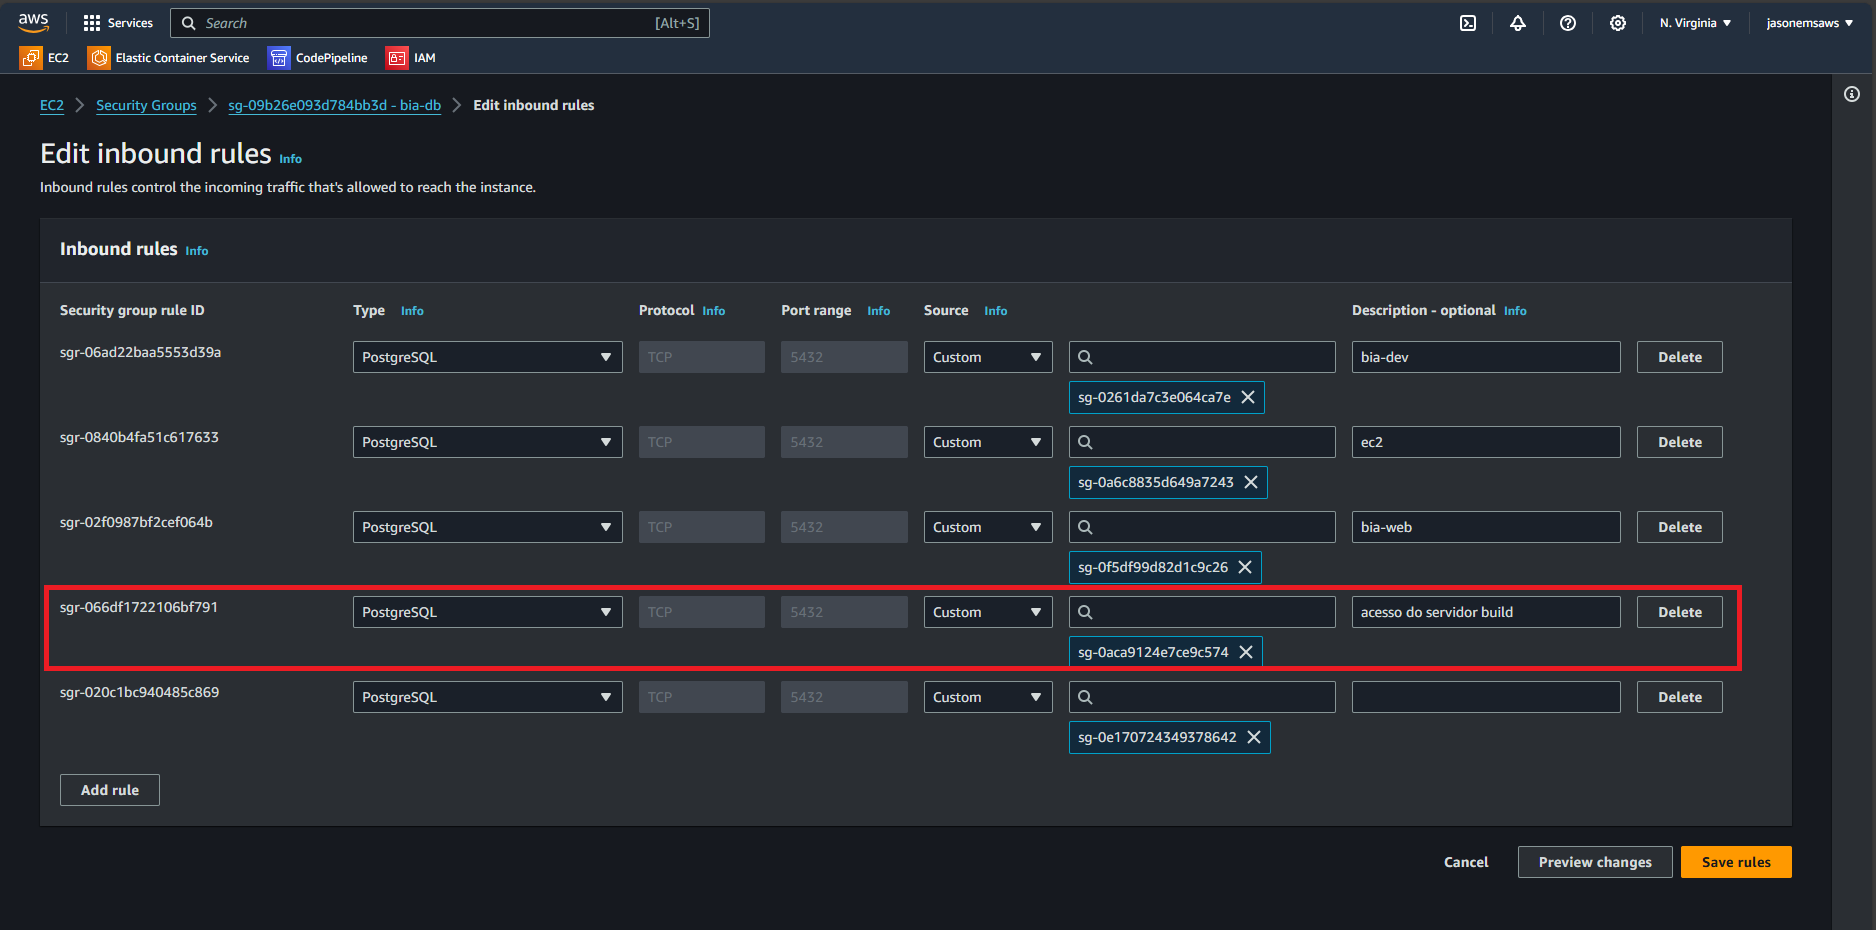 aws Services Search [Alt+S] N. Virginia jasonemsaws
EC2 Elastic Container Service CodePipeline IAM
EC2 Security Groups sg-09b26e093d784bb3d - bia-db Edit inbound rules
Edit inbound rules Info
Inbound rules control the incoming traffic that's allowed to reach the instance.
Inbound rules Info
Security group rule ID Type Info Protocol Info Port range Info Source Info Description - optional Info
sgr-06ad22baa5553d39a PostgreSQL TCP 5432 Custom bia-dev Delete
sg-0261da7c3e064ca7e
sgr-0840b4fa51c617633 PostgreSQL TCP 5432 Custom ec2 Delete
sg-0a6c8835d649a7243
sgr-02f0987bf2cef064b PostgreSQL TCP 5432 Custom bia-web Delete
sg-0f5df99d82d1c9c26
sgr-066df1722106bf791 PostgreSQL TCP 5432 Custom acesso do servidor build Delete
sg-0aca9124e7ce9c574
sgr-020c1bc940485c869 PostgreSQL TCP 5432 Custom Delete
sg-0e170724349378642
Add rule
Cancel Preview changes Save rules